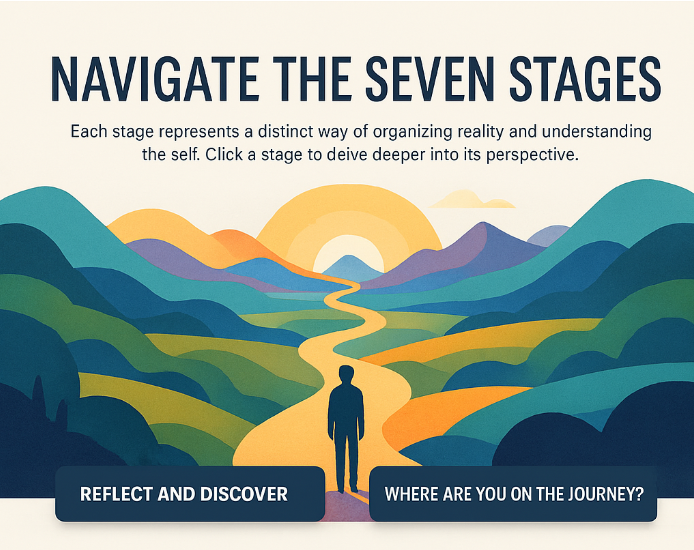 NAVIGATE THE SEVEN STAGES
Each stage represents a distinct way of organizing reality and understanding
the self. Click a stage to deive deeper into its perspective.
REFLECT AND DISCOVER
WHERE ARE YOU ON THE JOURNEY?